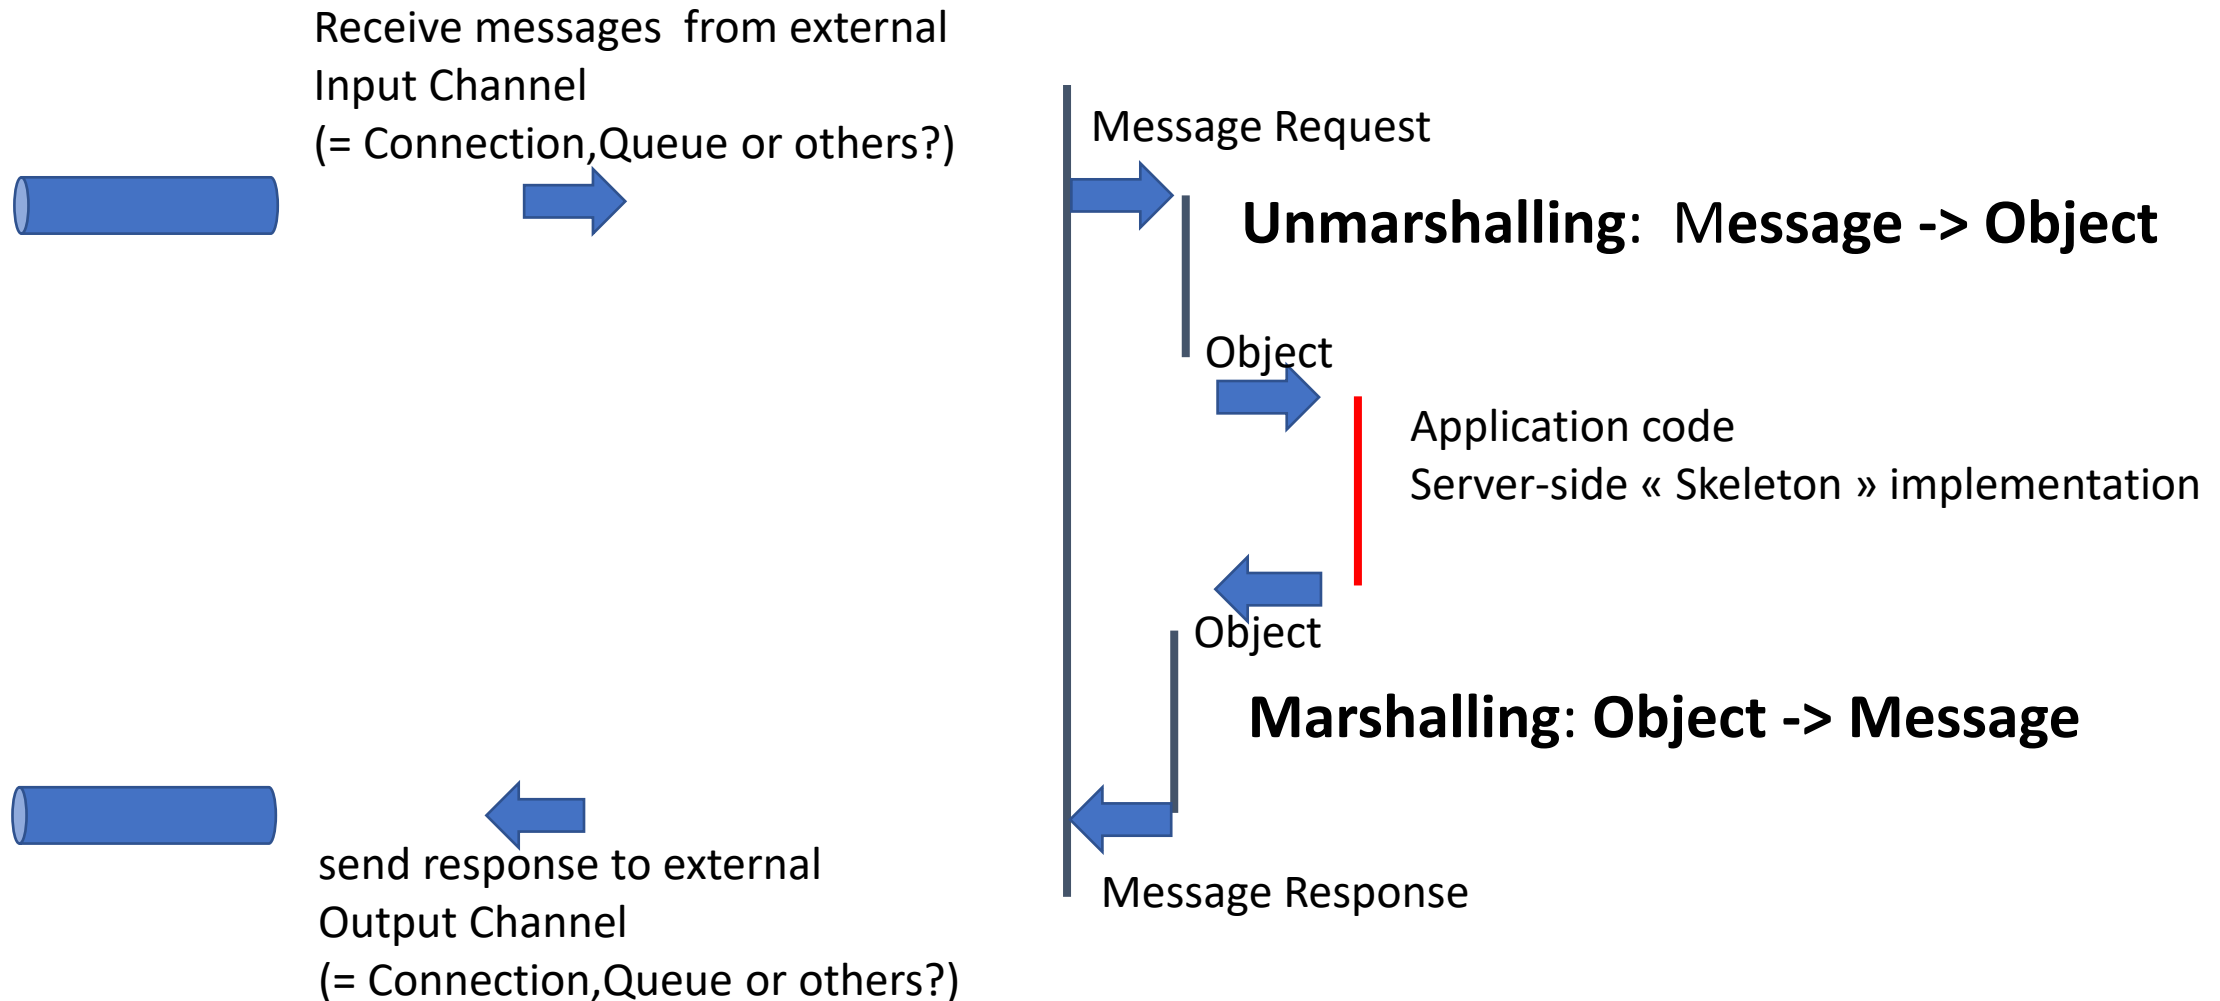 Receive messages  from external
Input Channel
(= Connection,Queue or others?)
Message Request
Unmarshalling:  Message -> Object
Object
Application code
Server-side « Skeleton » implementation
Object
Marshalling: Object -> Message
send response to external
Output Channel
(= Connection,Queue or others?)
Message Response